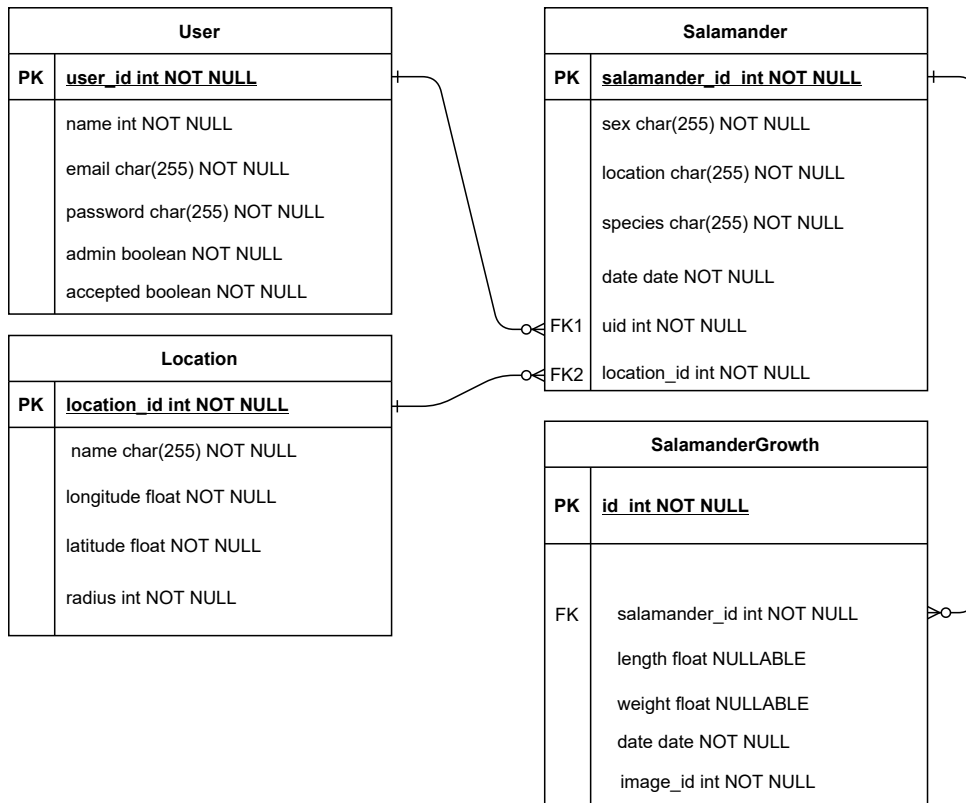 User
PK user_id int NOT NULL
name int NOT NULL
email char(255) NOT NULL
password char(255) NOT NULL
admin boolean NOT NULL
accepted boolean NOT NULL
Location
PK location_id int NOT NULL
name char(255) NOT NULL
longitude float NOT NULL
latitude float NOT NULL
radius int NOT NULL
Salamander
PK salamander_id int NOT NULL
sex char(255) NOT NULL
location char(255) NOT NULL
species char(255) NOT NULL
date date NOT NULL
FK1 uid int NOT NULL
FK2 location_id int NOT NULL
SalamanderGrowth
PK id int NOT NULL
FK salamander_id int NOT NULL
length float NULLABLE
weight float NULLABLE
date date NOT NULL
image_id int NOT NULL